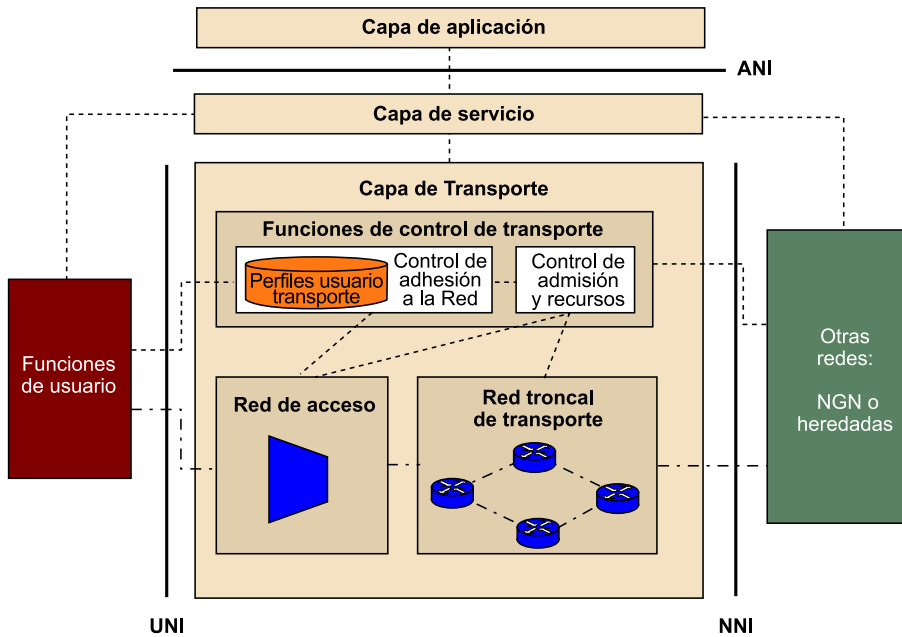 Capa de aplicación
ANI
Capa de servicio
Capa de Transporte
Funciones de control de transporte
Perfiles usuario
transporte
Control de
adhesión
a la Red
Control de
admisión
y recursos
Funciones
de usuario
Otras
redes:
NGN o
heredadas
Red de acceso
Red troncal
de transporte
UNI
NNI